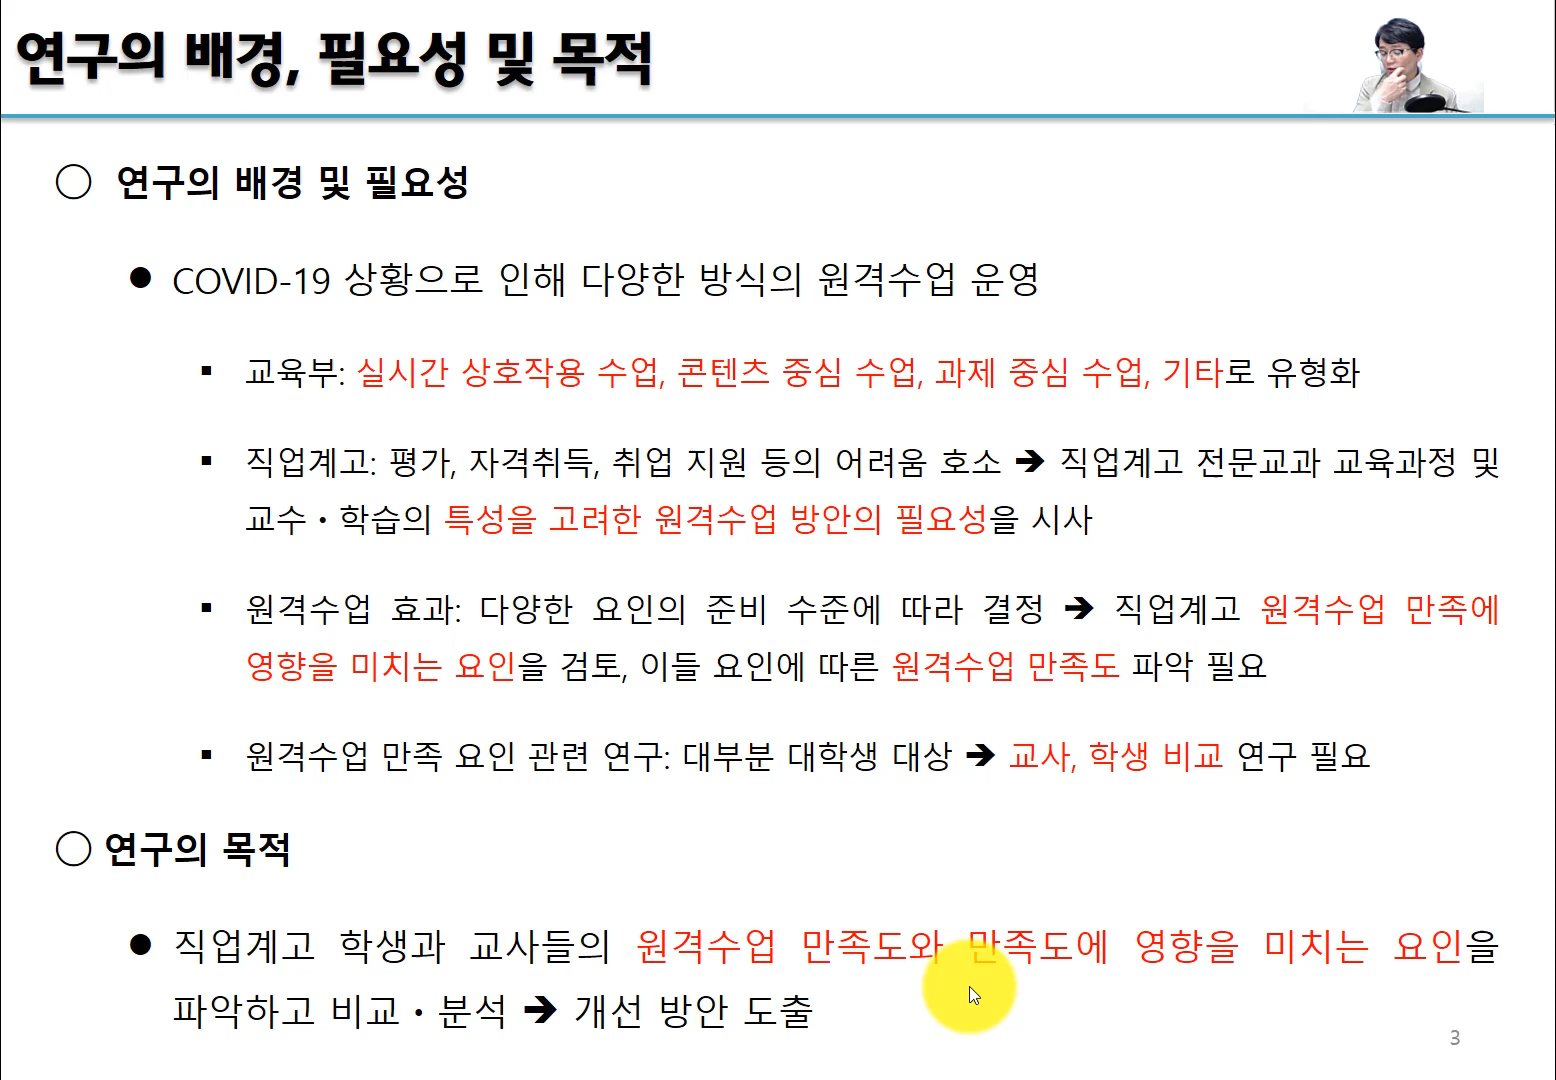 연구의 배경, 필요성 및 목적
○ 연구의 배경 및 필요성
● COVID-19 상황으로 인해 다양한 방식의 원격수업 운영
▪ 교육부: 실시간 상호작용 수업, 콘텐츠 중심 수업, 과제 중심 수업, 기타로 유형화
▪ 직업계고: 평가, 자격취득, 취업 지원 등의 어려움 호소 ➔ 직업계고 전문교과 교육과정 및
교수・학습의 특성을 고려한 원격수업 방안의 필요성을 시사
▪ 원격수업 효과: 다양한 요인의 준비 수준에 따라 결정 ➔ 직업계고 원격수업 만족에
영향을 미치는 요인을 검토, 이들 요인에 따른 원격수업 만족도 파악 필요
▪ 원격수업 만족 요인 관련 연구: 대부분 대학생 대상 ➔ 교사, 학생 비교 연구 필요
○ 연구의 목적
● 직업계고 학생과 교사들의 원격수업 만족도와 만족도에 영향을 미치는 요인을
파악하고 비교・분석 ➔ 개선 방안 도출
3